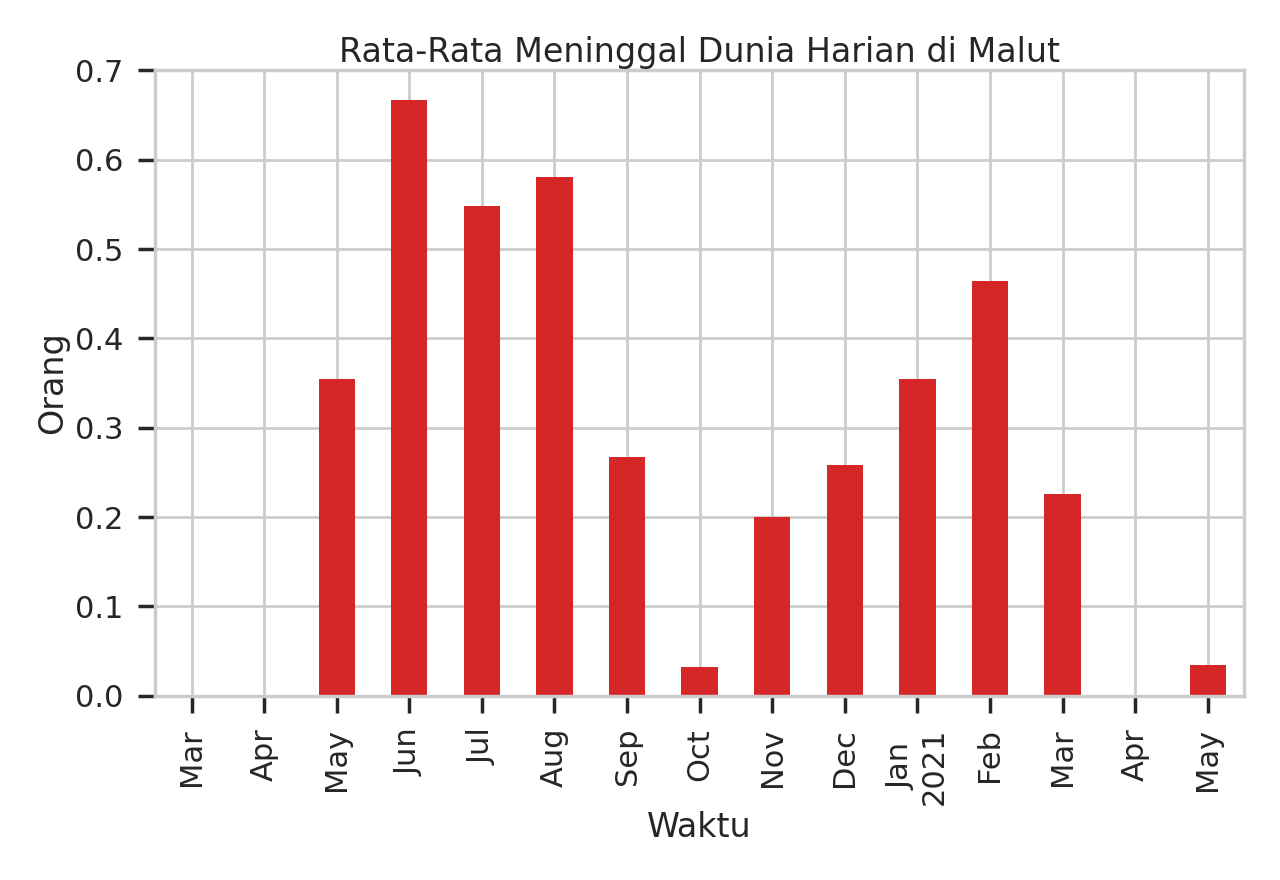 Rata-Rata Meninggal Dunia Harian di Malut
0.7
0.6
0.5
0.4
0.3
0.2
0.1
0.0
Orang
Mar
Apr
May
Jun
Jul
Aug
Sep
Oct
Nov
Dec
Jan
2021
Feb
Mar
Apr
May
Waktu